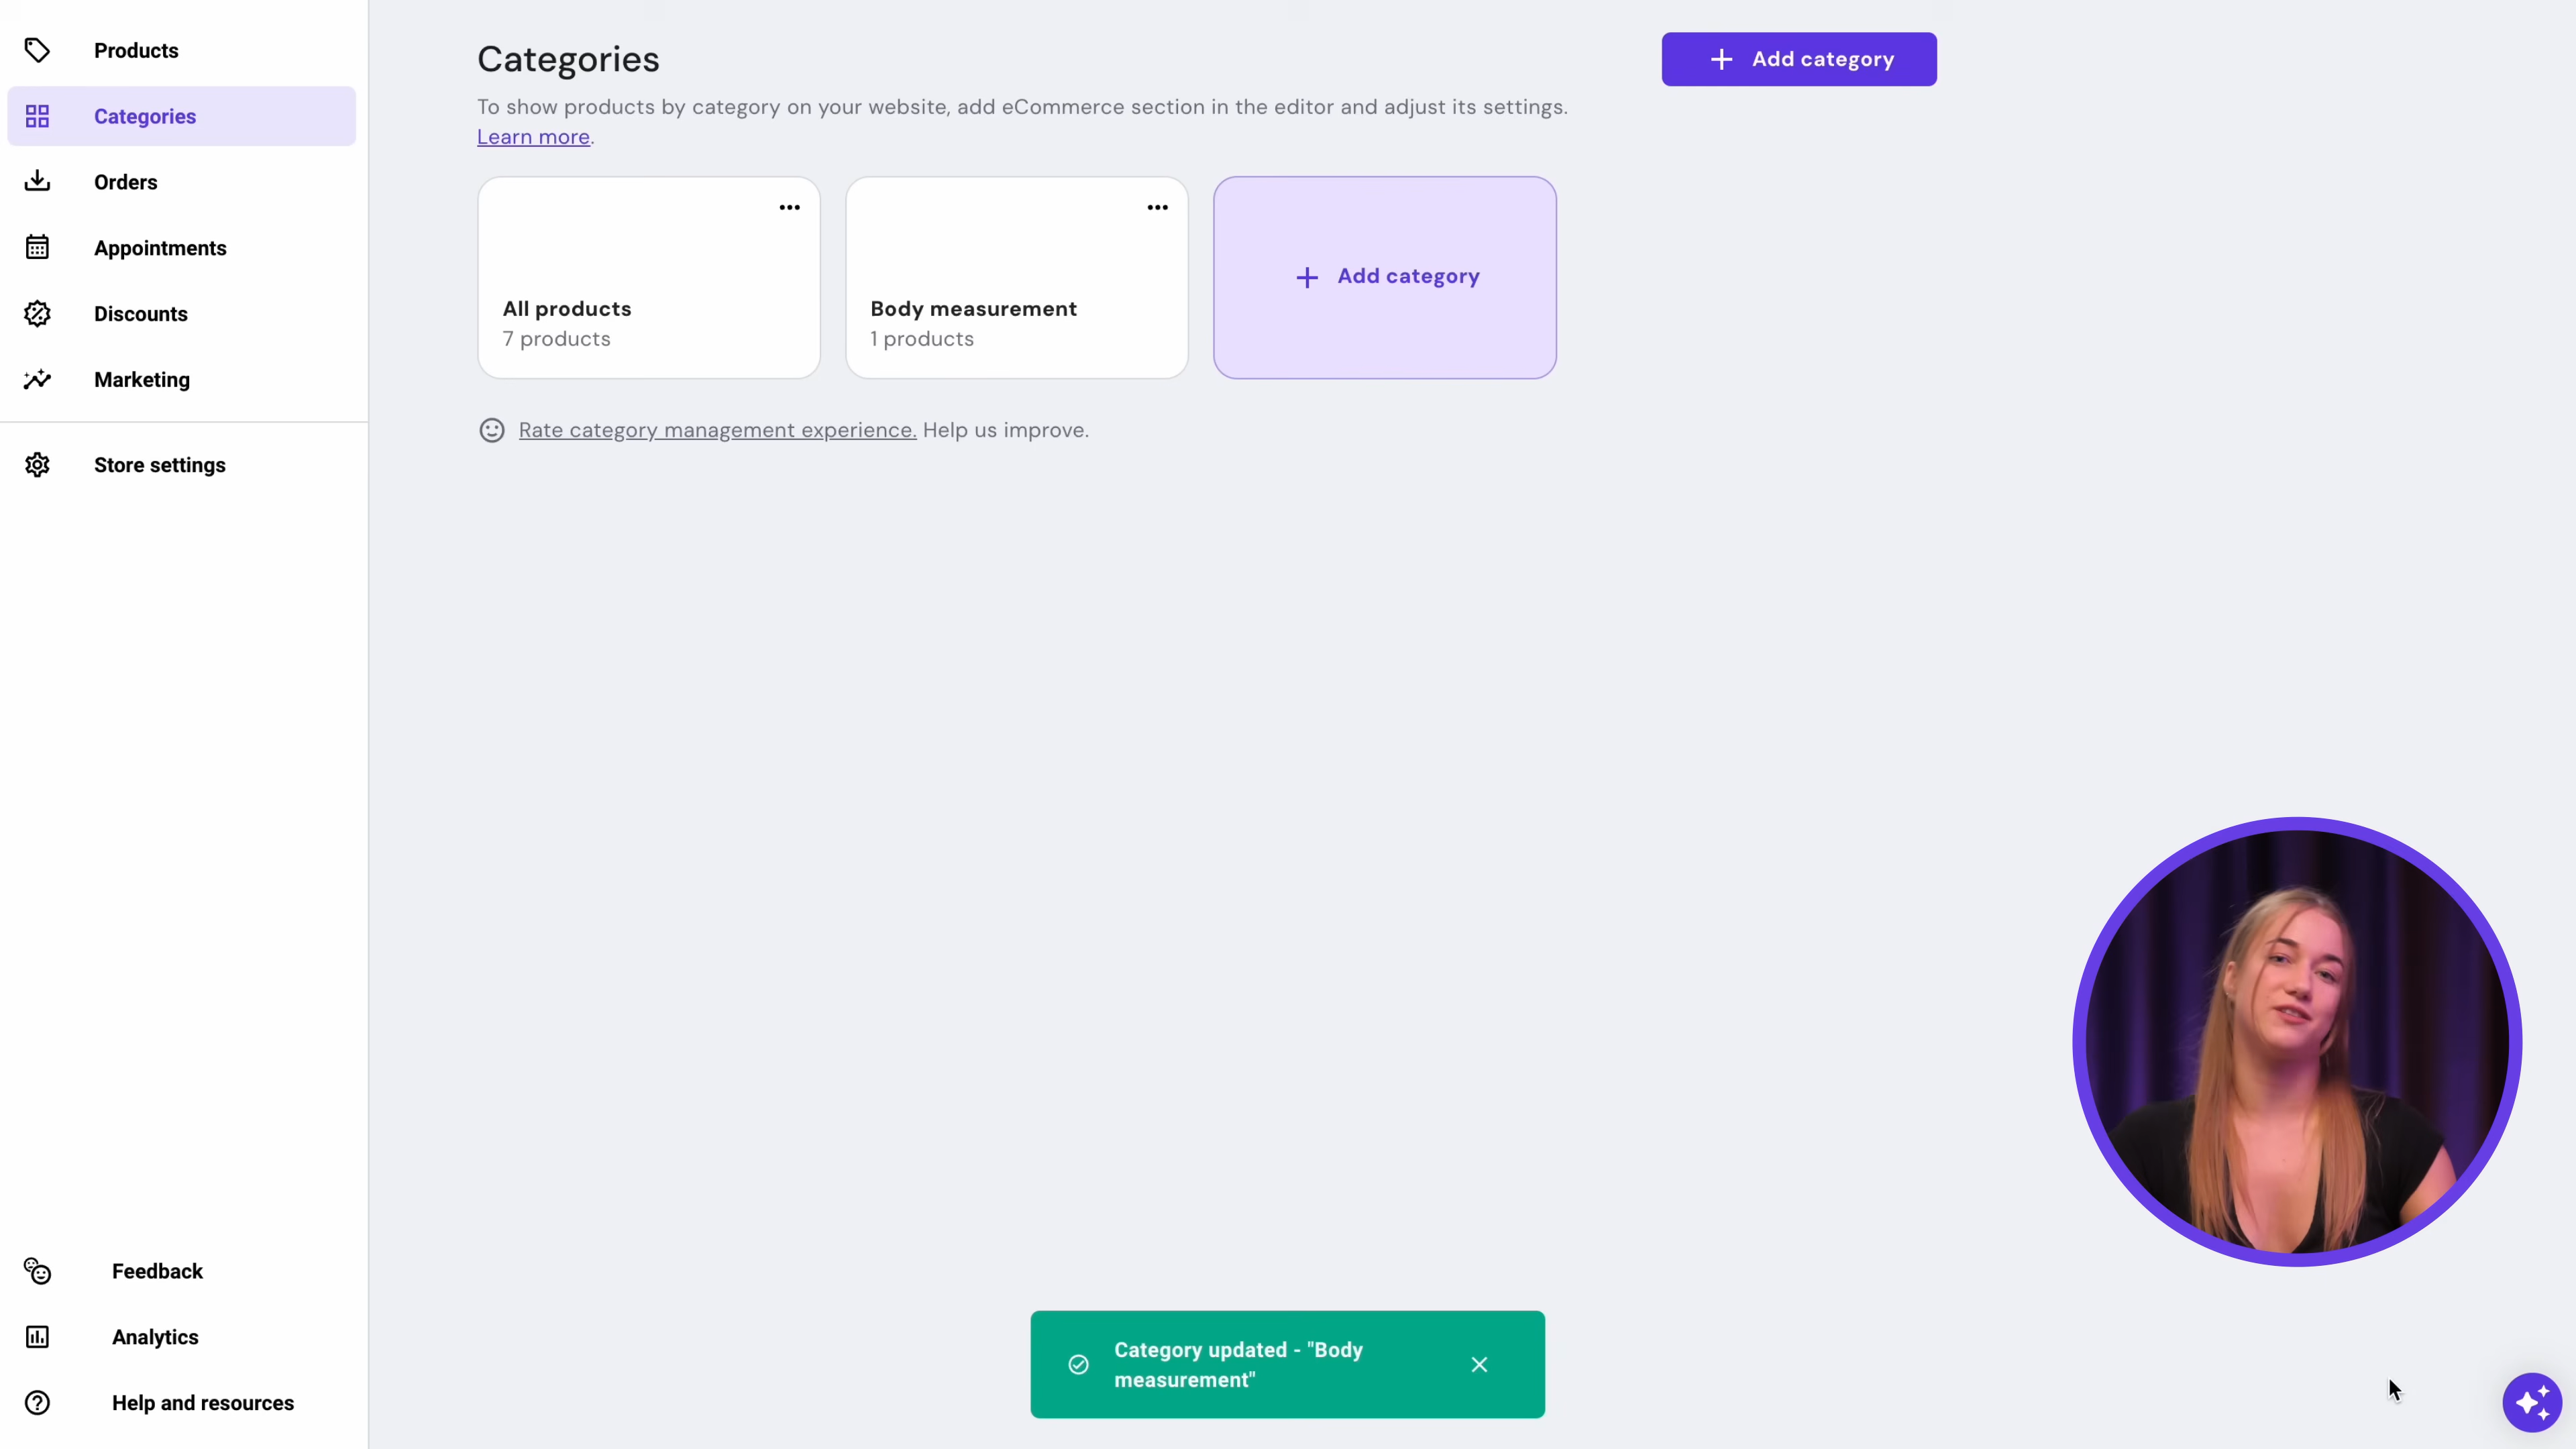 Products
Categories
Orders
Appointments
Discounts
Marketing
Store settings
Feedback
Analytics
Help and resources
Categories
Add category
To show products by category on your website, add eCommerce section in the editor and adjust its settings.
Learn more.
All products
7 products
Body measurement
1 products
Add category
Rate category management experience. Help us improve.
Category updated - "Body
measurement"